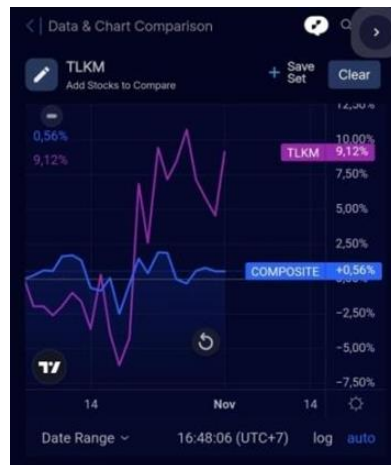 Data & Chart Comparison
TLKM
Add Stocks to Compare
+ Save Set
Clear
12,50%
0,56%
9,12%
10,00%
TLKM 9,12%
7,50%
5,00%
2,50%
COMPOSITE +0,56%
-2,50%
-5,00%
-7,50%
14 Nov 14
Date Range 16:48:06 (UTC+7) log auto